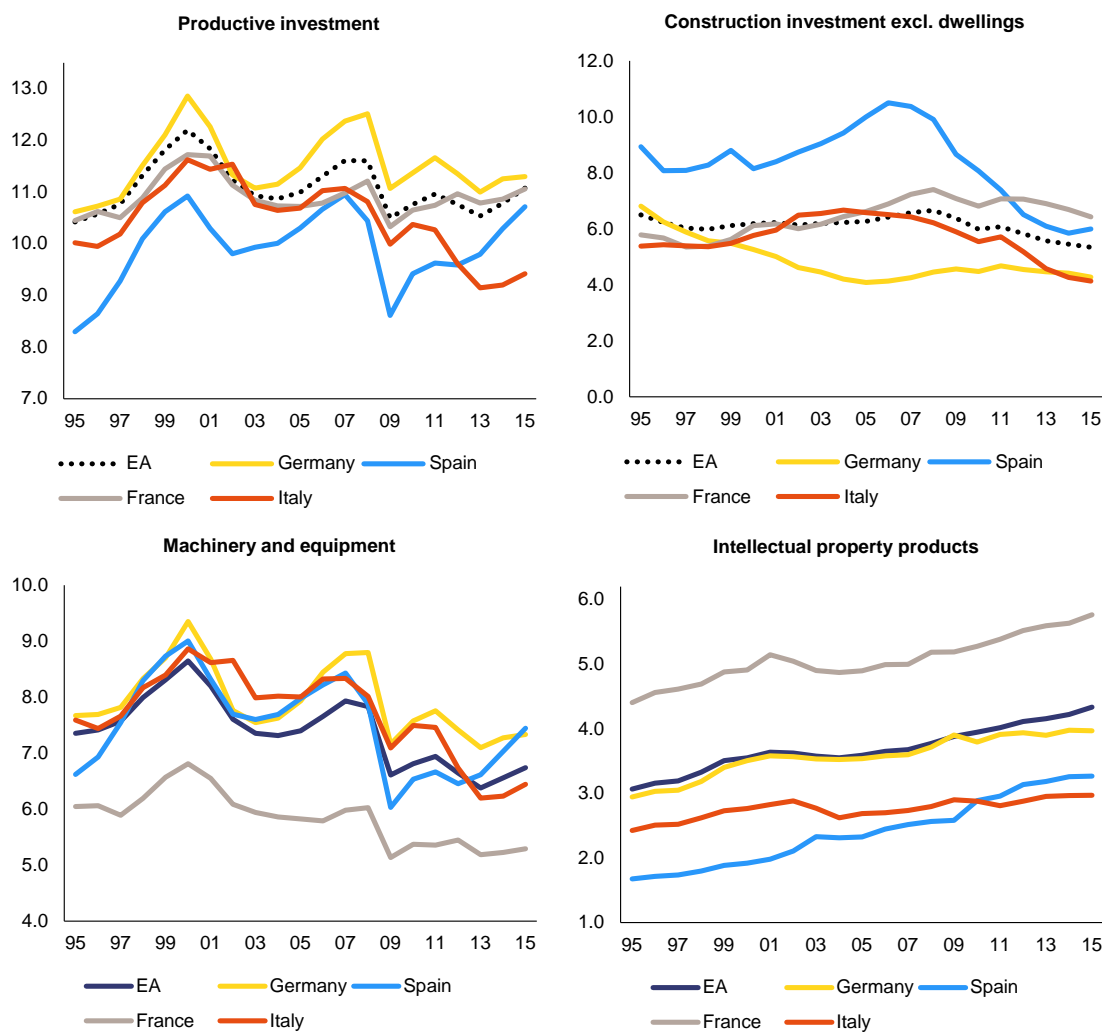 Productive investment
13.0
12.0
11.0
10.0
9.0
8.0
7.0
95 97 99 01 03 05 07 09 11 13 15
EA Germany Spain
France Italy
Construction investment excl. dwellings
12.0
10.0
8.0
6.0
4.0
2.0
0.0
95 97 99 01 03 05 07 09 11 13 15
EA Germany Spain
France Italy
Machinery and equipment
10.0
9.0
8.0
7.0
6.0
5.0
4.0
95 97 99 01 03 05 07 09 11 13 15
EA Germany Spain
France Italy
Intellectual property products
6.0
5.0
4.0
3.0
2.0
1.0
95 97 99 01 03 05 07 09 11 13 15
EA Germany Spain
France Italy